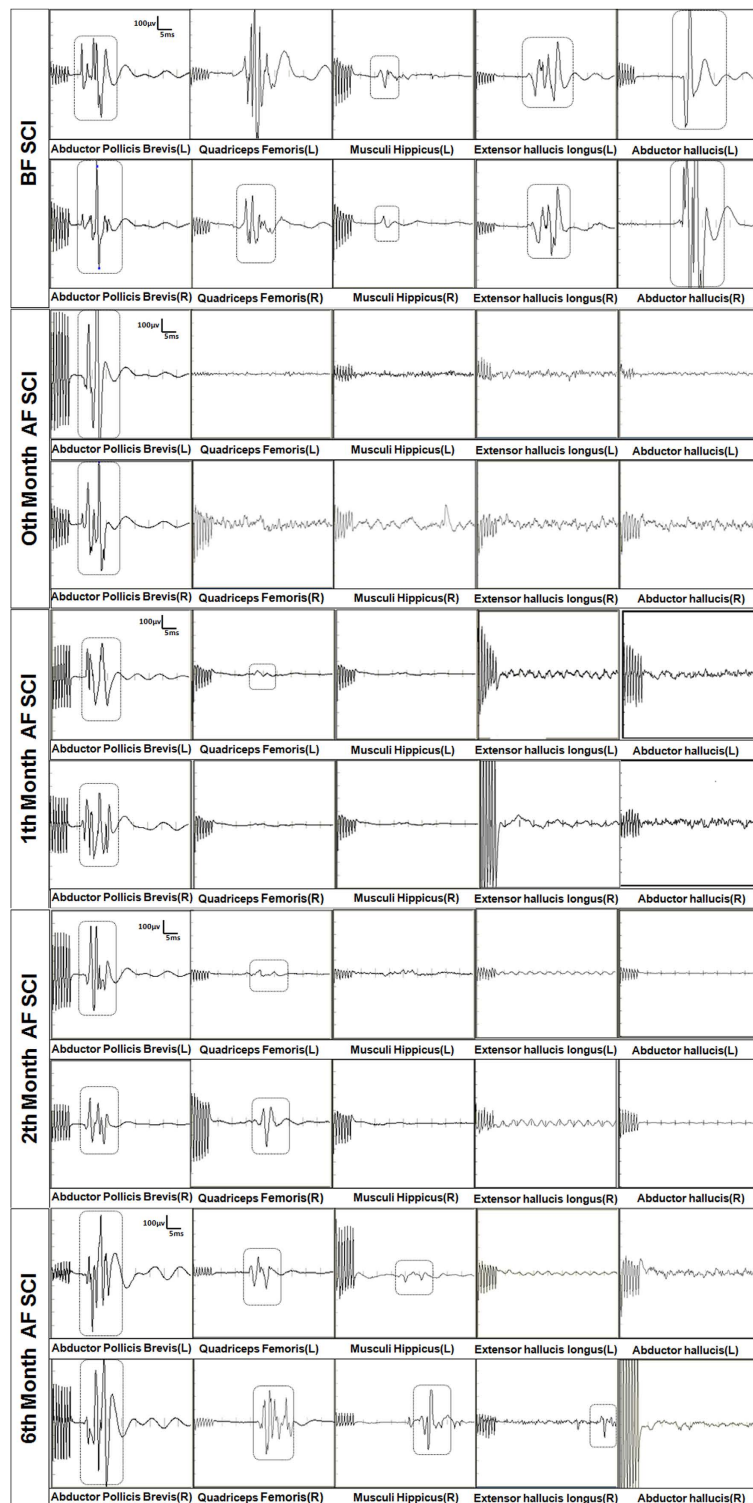 BF SCI
100μv
5ms
Abductor Pollicis Brevis(L) Quadriceps Femoris(L) Musculi Hippicus(L) Extensor hallucis longus(L) Abductor hallucis(L)
Abductor Pollicis Brevis(R) Quadriceps Femoris(R) Musculi Hippicus(R) Extensor hallucis longus(R) Abductor hallucis(R)
0th Month AF SCI
100μv
5ms
Abductor Pollicis Brevis(L) Quadriceps Femoris(L) Musculi Hippicus(L) Extensor hallucis longus(L) Abductor hallucis(L)
Abductor Pollicis Brevis(R) Quadriceps Femoris(R) Musculi Hippicus(R) Extensor hallucis longus(R) Abductor hallucis(R)
1th Month AF SCI
100μv
5ms
Abductor Pollicis Brevis(L) Quadriceps Femoris(L) Musculi Hippicus(L) Extensor hallucis longus(L) Abductor hallucis(L)
Abductor Pollicis Brevis(R) Quadriceps Femoris(R) Musculi Hippicus(R) Extensor hallucis longus(R) Abductor hallucis(R)
2th Month AF SCI
100μv
5ms
Abductor Pollicis Brevis(L) Quadriceps Femoris(L) Musculi Hippicus(L) Extensor hallucis longus(L) Abductor hallucis(L)
Abductor Pollicis Brevis(R) Quadriceps Femoris(R) Musculi Hippicus(R) Extensor hallucis longus(R) Abductor hallucis(R)
6th Month AF SCI
100μv
5ms
Abductor Pollicis Brevis(L) Quadriceps Femoris(L) Musculi Hippicus(L) Extensor hallucis longus(L) Abductor hallucis(L)
Abductor Pollicis Brevis(R) Quadriceps Femoris(R) Musculi Hippicus(R) Extensor hallucis longus(R) Abductor hallucis(R)